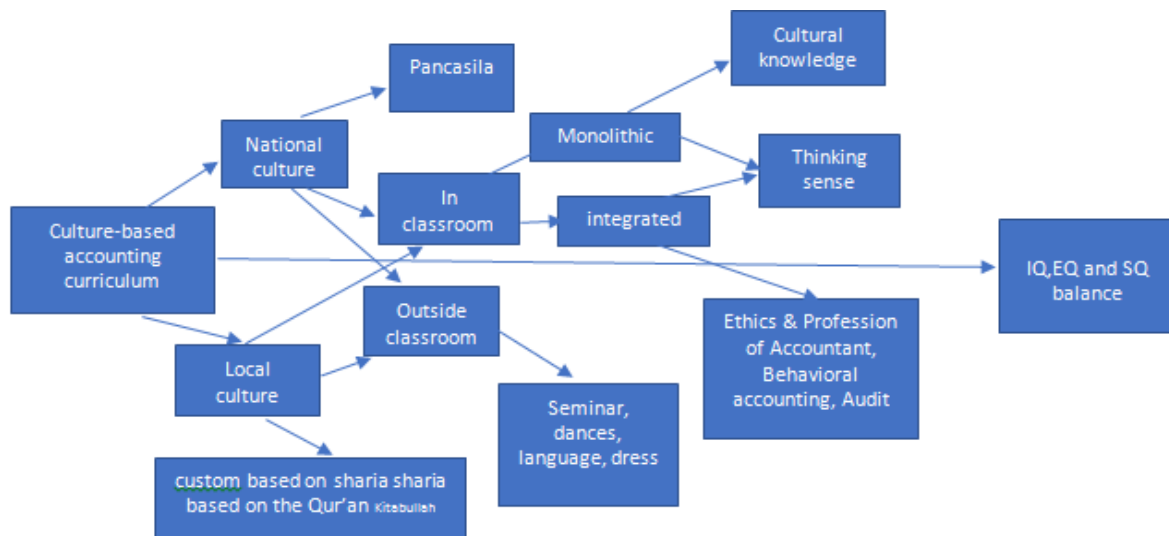 Cultural
knowledge
Pancasila
Monolithic
National
culture
Thinking
sense
In
classroom
integrated
Culture-based
accounting
curriculum
IQ,EQ and SQ
balance
Outside
classroom
Ethics & Profession
of Accountant,
Behavioral
accounting, Audit
Local
culture
Seminar,
dances,
language, dress
custom based on sharia sharia
based on the Qur'an Kitabullah